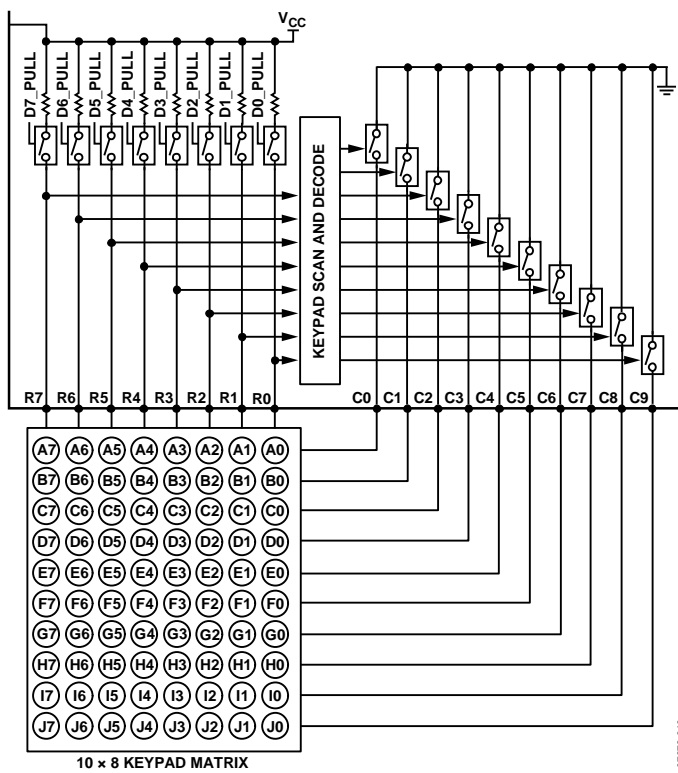 VCC
D7_PULL
D6_PULL
D5_PULL
D4_PULL
D3_PULL
D2_PULL
D1_PULL
D0_PULL
KEYPAD SCAN AND DECODE
R7 R6 R5 R4 R3 R2 R1 R0 C0 C1 C2 C3 C4 C5 C6 C7 C8 C9
A7 A6 A5 A4 A3 A2 A1 A0
B7 B6 B5 B4 B3 B2 B1 B0
C7 C6 C5 C4 C3 C2 C1 C0
D7 D6 D5 D4 D3 D2 D1 D0
E7 E6 E5 E4 E3 E2 E1 E0
F7 F6 F5 F4 F3 F2 F1 F0
G7 G6 G5 G4 G3 G2 G1 G0
H7 H6 H5 H4 H3 H2 H1 H0
I7 I6 I5 I4 I3 I2 I1 I0
J7 J6 J5 J4 J3 J2 J1 J0
10 × 8 KEYPAD MATRIX